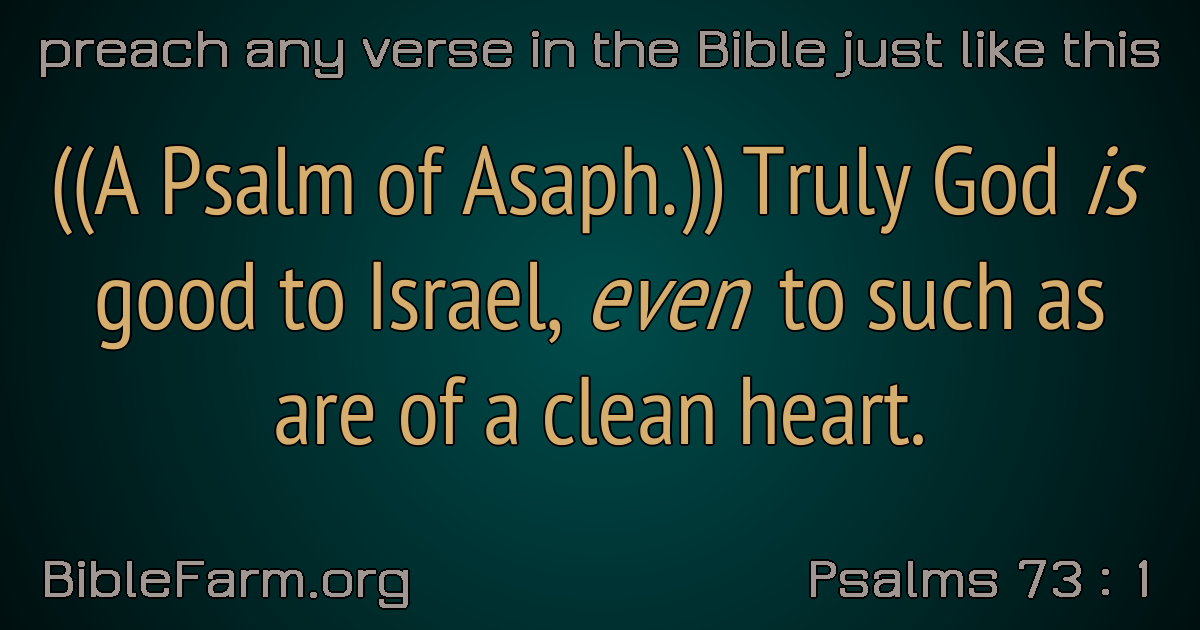 preach any verse in the Bible just like this
((A Psalm of Asaph.)) Truly God is
good to Israel, even to such as
are of a clean heart.
BibleFarm.org
Psalms 73 : 1